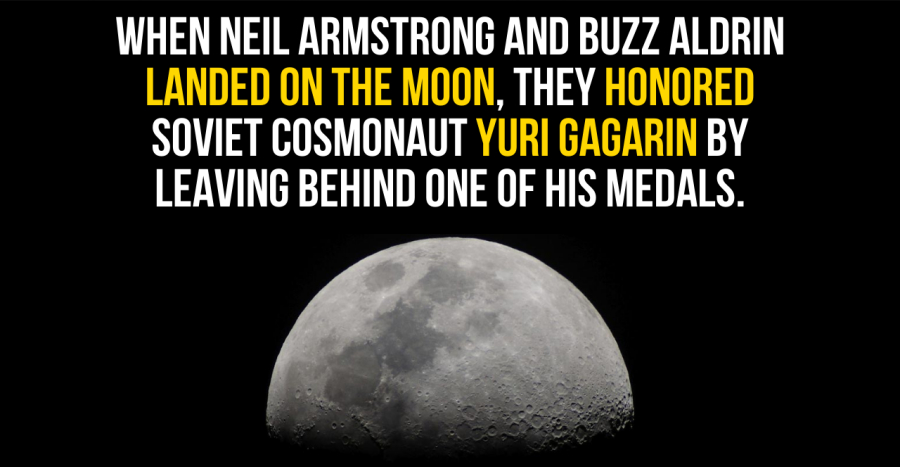 WHEN NEIL ARMSTRONG AND BUZZ ALDRIN
LANDED ON THE MOON, THEY HONORED
SOVIET COSMONAUT YURI GAGARIN BY
LEAVING BEHIND ONE OF HIS MEDALS.